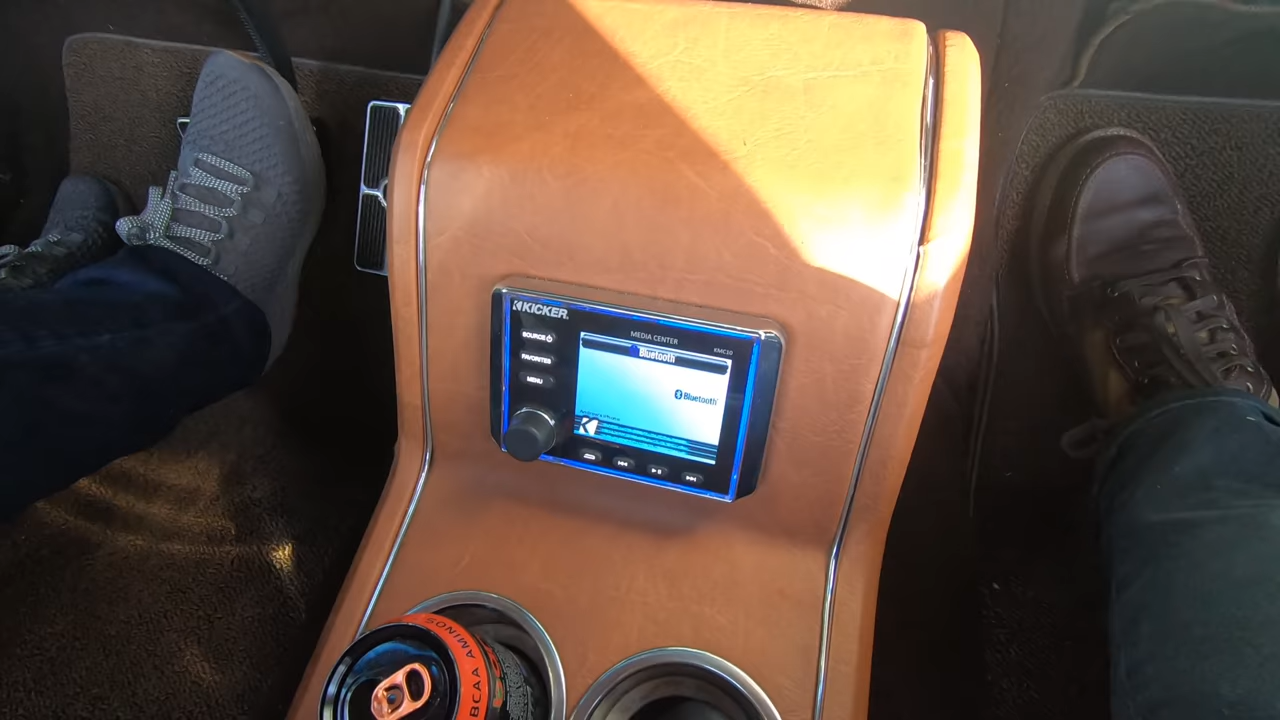 KICKER
MEDIA CENTER
KMC10
SOURCE
FAVORITES
MENU
Bluetooth
Bluetooth
BCAA AMINOS